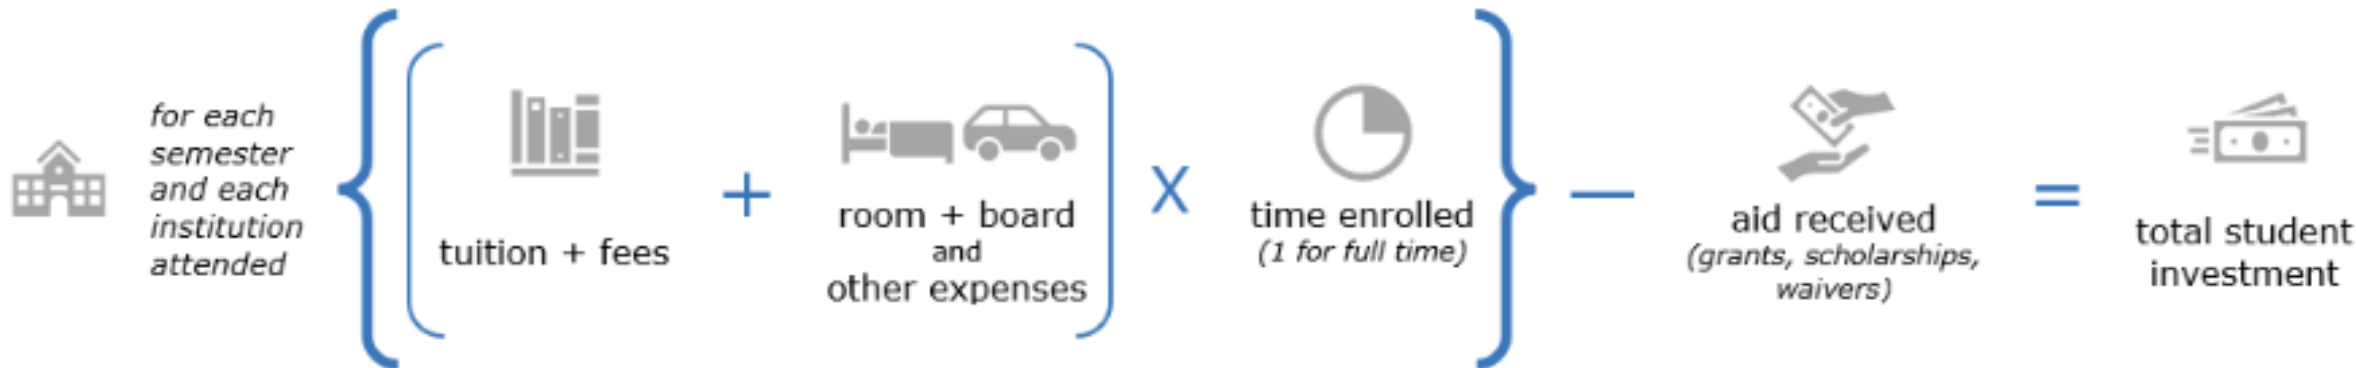 for each
semester
and each
institution
attended
{
(
tuition + fees
+
room + board
and
other expenses
)
X
time enrolled
(1 for full time)
}
—
aid received
(grants, scholarships,
waivers)
=
total student
investment